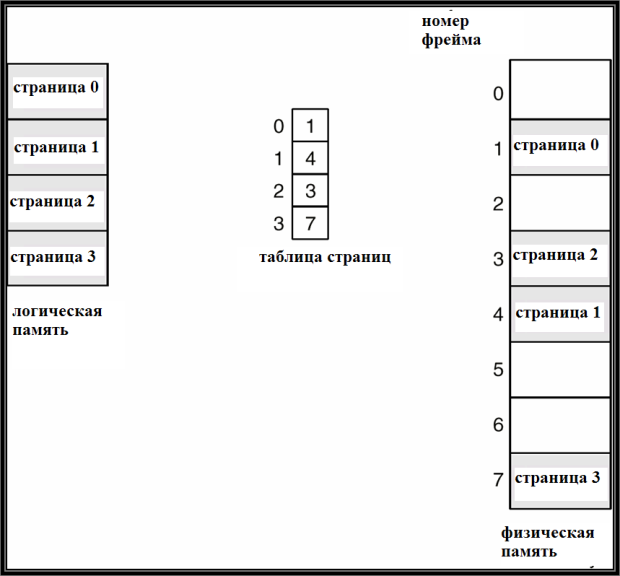 номер
фрейма
страница 0
страница 1
страница 2
страница 3
логическая
память
0 1
1 4
2 3
3 7
таблица страниц
0
1 страница 0
2
3 страница 2
4 страница 1
5
6
7 страница 3
физическая
память